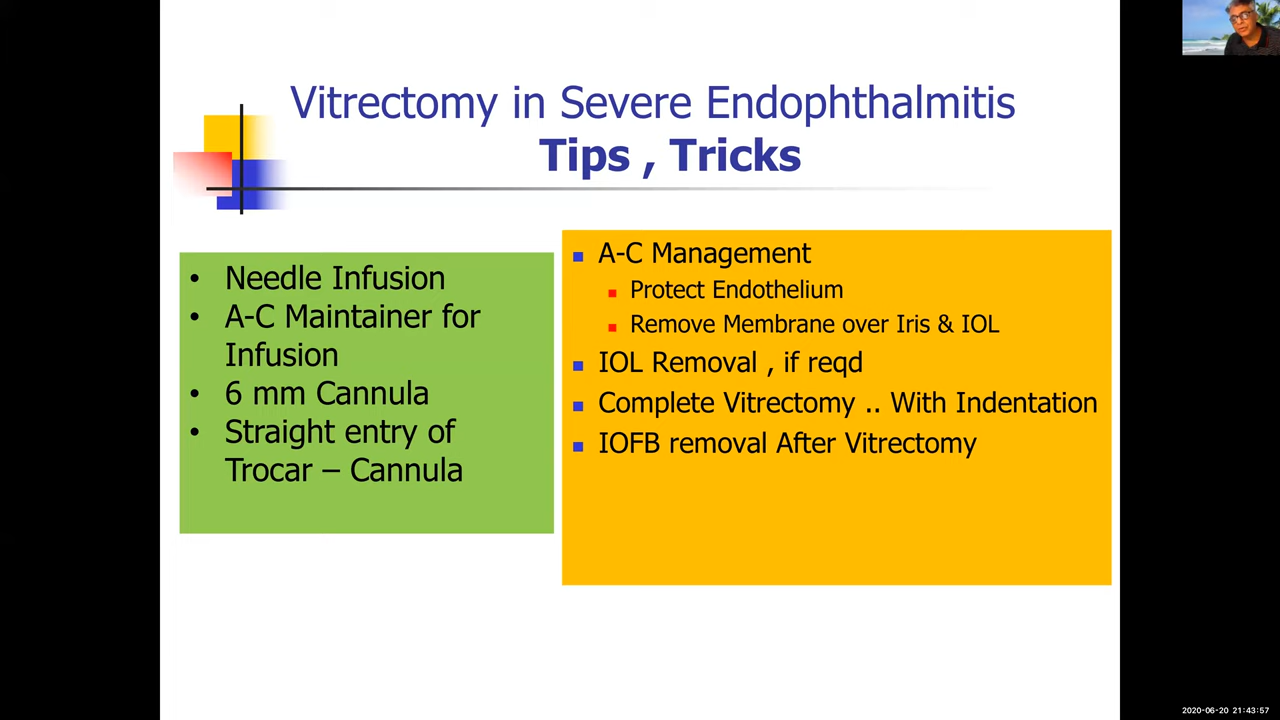 Vitrectomy in Severe Endophthalmitis
Tips , Tricks
• Needle Infusion
• A-C Maintainer for
Infusion
• 6 mm Cannula
• Straight entry of
Trocar – Cannula
A-C Management
Protect Endothelium
Remove Membrane over Iris & IOL
IOL Removal , if reqd
Complete Vitrectomy .. With Indentation
IOFB removal After Vitrectomy
2020-06-20 21:43:57